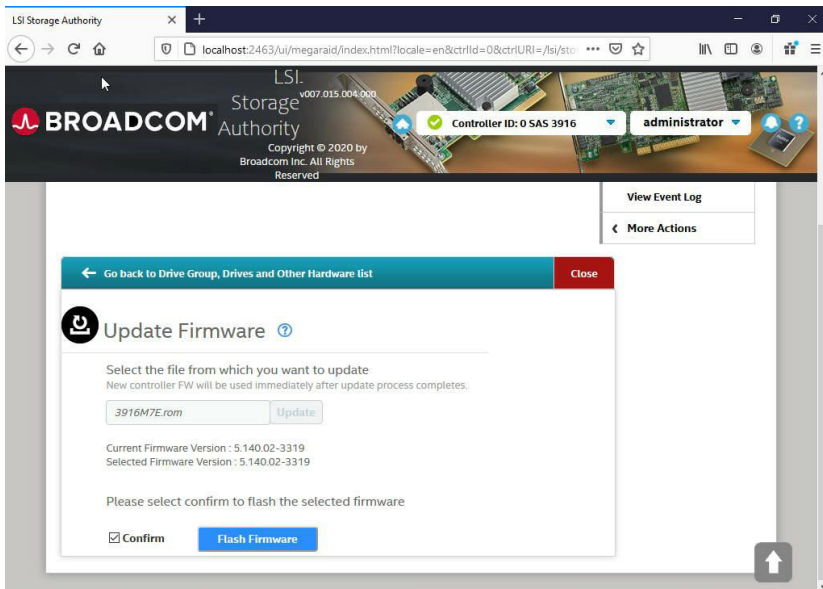 LSI Storage Authority
localhost:2463/ui/megaraid/index.html?locale=en&ctrlId=0&ctrlURI=/lsi/stor
BROADCOM®
LSI
Storage
Authority
v007.015.004.000
Copyright © 2020 by
Broadcom Inc. All Rights
Reserved
Controller ID: 0 SAS 3916
administrator
View Event Log
More Actions
Go back to Drive Group, Drives and Other Hardware list
Close
Update Firmware
Select the file from which you want to update
New controller FW will be used immediately after update process completes.
3916M7E.rom
Update
Current Firmware Version : 5.140.02-3319
Selected Firmware Version : 5.140.02-3319
Please select confirm to flash the selected firmware
Confirm
Flash Firmware